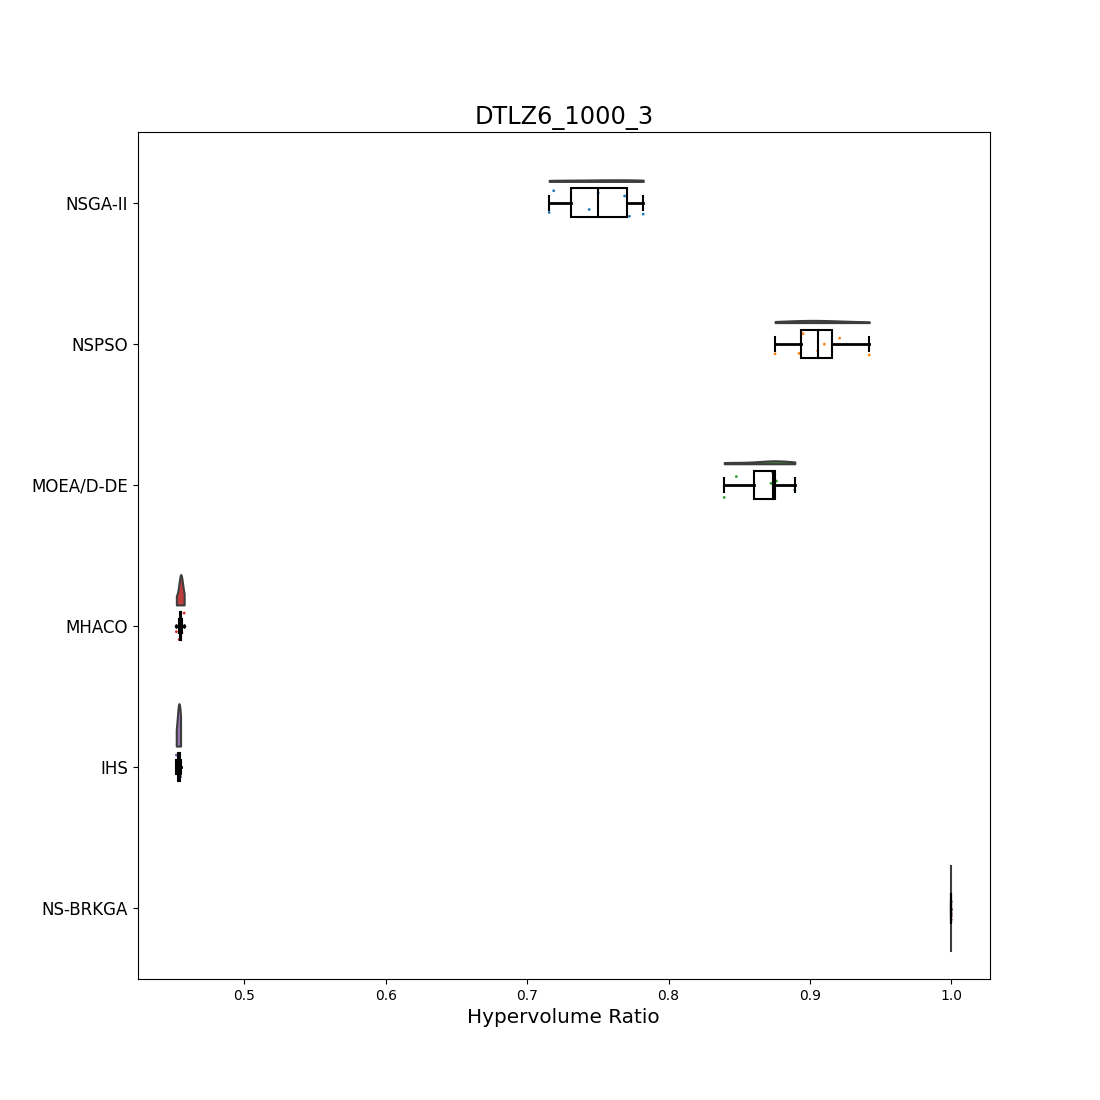 DTLZ6_1000_3
NSGA-II
NSPSO
MOEA/D-DE
MHACO
IHS
NS-BRKGA
0.5 0.6 0.7 0.8 0.9 1.0
Hypervolume Ratio